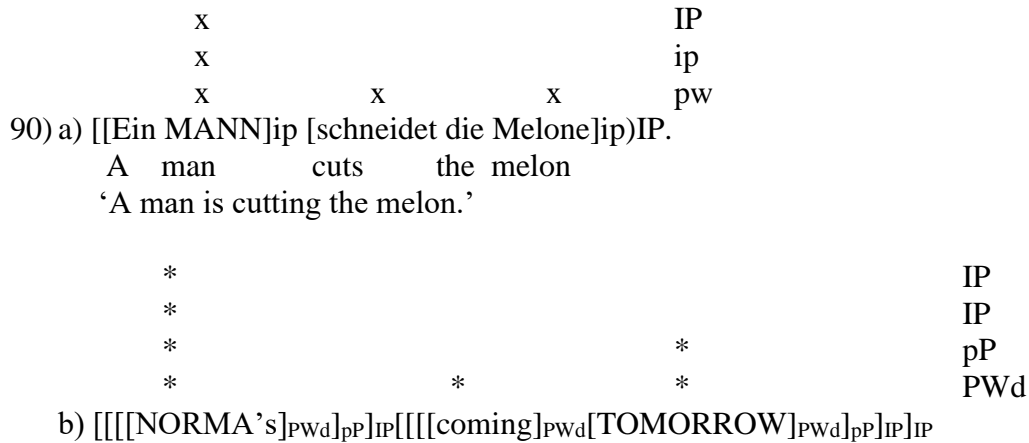 x IP
x ip
x x x pw
90) a) [[Ein MANN]ip [schneidet die Melone]ip)IP.
A man cuts the melon
‘A man is cutting the melon.’
* IP
* IP
* * pP
* * * PWd
b) [[[[NORMA’s]PWd]pP]IP[[[[coming]PWd[TOMORROW]PWd]pP]IP]IP